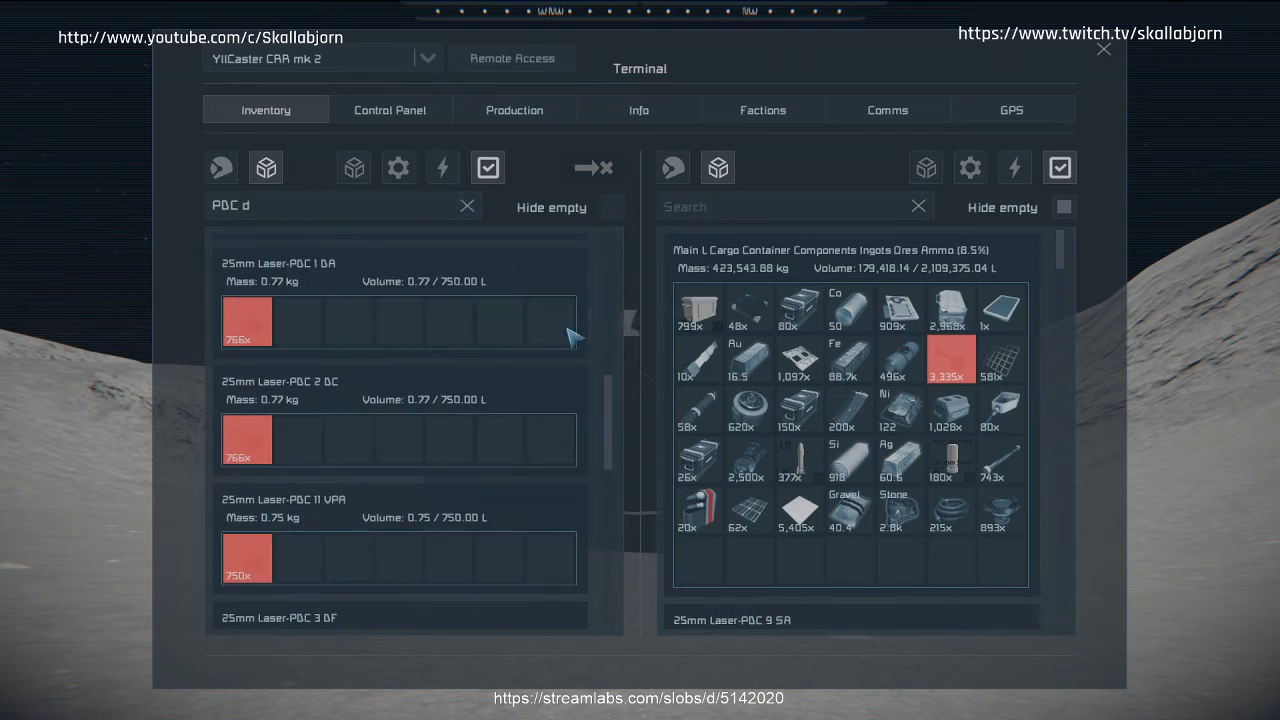 WNW NW
http://www.youtube.com/c/Skallabjorn
https://www.twitch.tv/skallabjorn
YllCaster CRR mk 2
Remote Access
Terminal
Inventory Control Panel Production Info Factions Comms GPS
PDC d
Hide empty
Search
Hide empty
25mm Laser-PDC 1 DA
Mass: 0.77 kg Volume: 0.77 / 750.00 L
766x
25mm Laser-PDC 2 DC
Mass: 0.77 kg Volume: 0.77 / 750.00 L
766x
25mm Laser-PDC 11 VPA
Mass: 0.75 kg Volume: 0.75 / 750.00 L
750x
25mm Laser-PDC 3 DF
Main L Cargo Container Components Ingots Ores Ammo (8.5%)
Mass: 423,543.88 kg Volume: 179,418.14 / 2,109,375.04 L
Co
799x 48x 80x 50 909x 2,968x 1x
Au Fe
10x 16.5 1,097x 88.7k 496x 3,335x 581x
Ni
58x 620x 150x 200x 122 1,028x 80x
LR Si Ag
26x 2,500x 377x 918 60.6 180x 743x
Gravel Stone
20x 62x 5,405x 40.4 2.8k 215x 893x
25mm Laser-PDC 9 SA
https://streamlabs.com/slobs/d/5142020